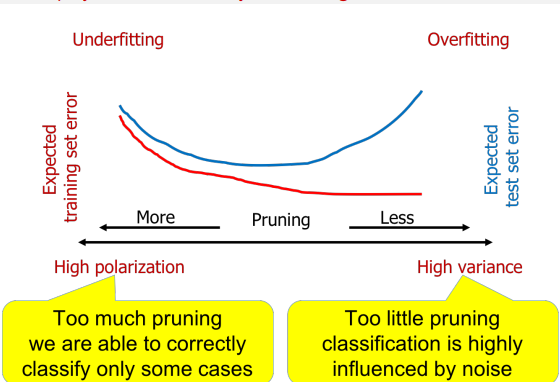 Underfitting
Overfitting
Expected
training set error
Expected
test set error
More
Pruning
Less
High polarization
High variance
Too much pruning
we are able to correctly
classify only some cases
Too little pruning
classification is highly
influenced by noise